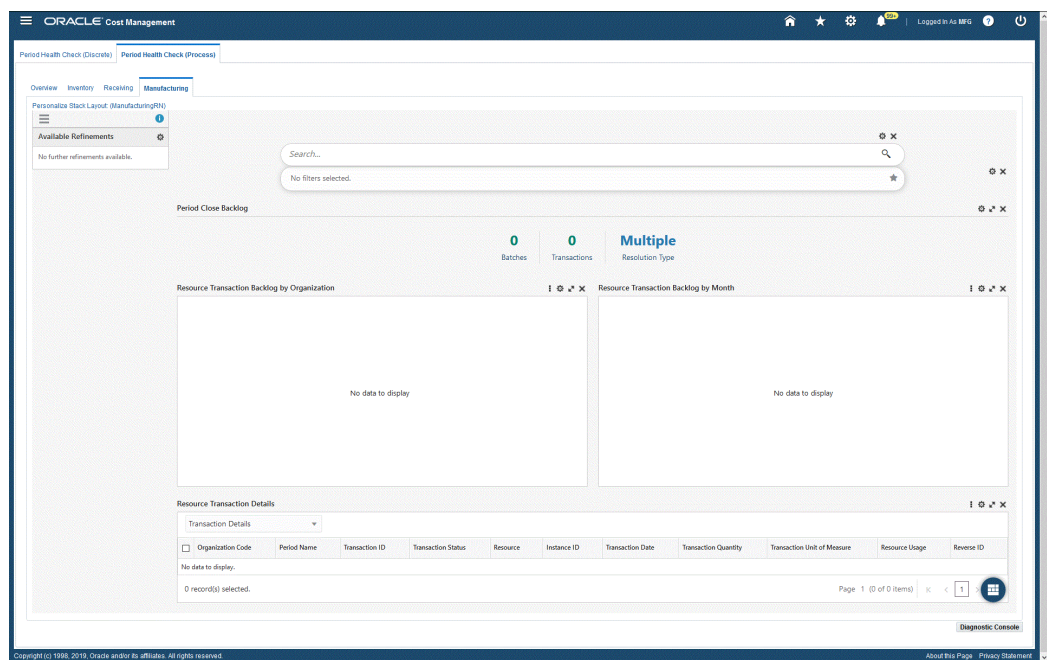 ORACLE Cost Management
99+
Logged In As MFG
?
Period Health Check (Discrete) Period Health Check (Process)
Overview Inventory Receiving Manufacturing
Personalize Stack Layout: (ManufacturingRN)
Available Refinements
No further refinements available.
Search...
No filters selected.
Period Close Backlog
0 0 Multiple
Batches Transactions Resolution Type
Resource Transaction Backlog by Organization Resource Transaction Backlog by Month
No data to display No data to display
Resource Transaction Details
Transaction Details
Organization Code Period Name Transaction ID Transaction Status Resource Instance ID Transaction Date Transaction Quantity Transaction Unit of Measure Resource Usage Reverse ID
No data to display.
0 record(s) selected. Page 1 (0 of 0 items) 1
Diagnostic Console
Copyright (c) 1998, 2019, Oracle and/or its affiliates. All rights reserved. About this Page Privacy Statement